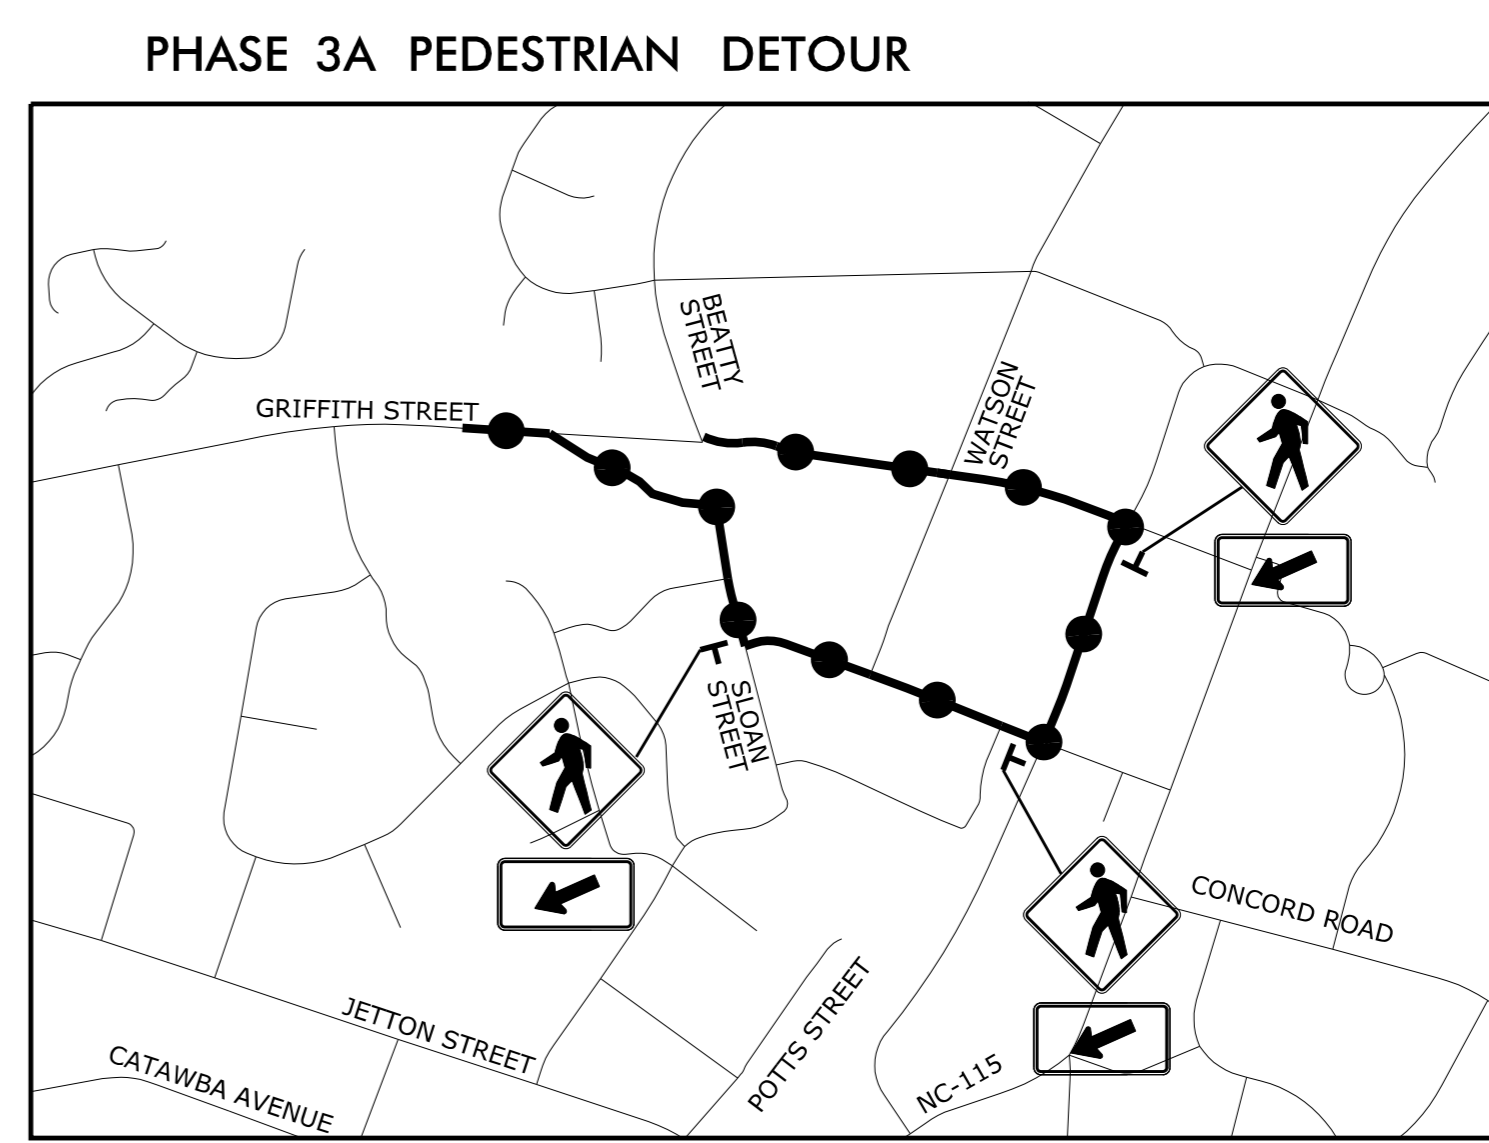 PHASE 3A PEDESTRIAN DETOUR
BEATTY
STREET
GRIFFITH STREET
WATSON
STREET
SLOAN
STREET
CONCORD ROAD
POTTS STREET
JETTON STREET
CATAWBA AVENUE
NC-115